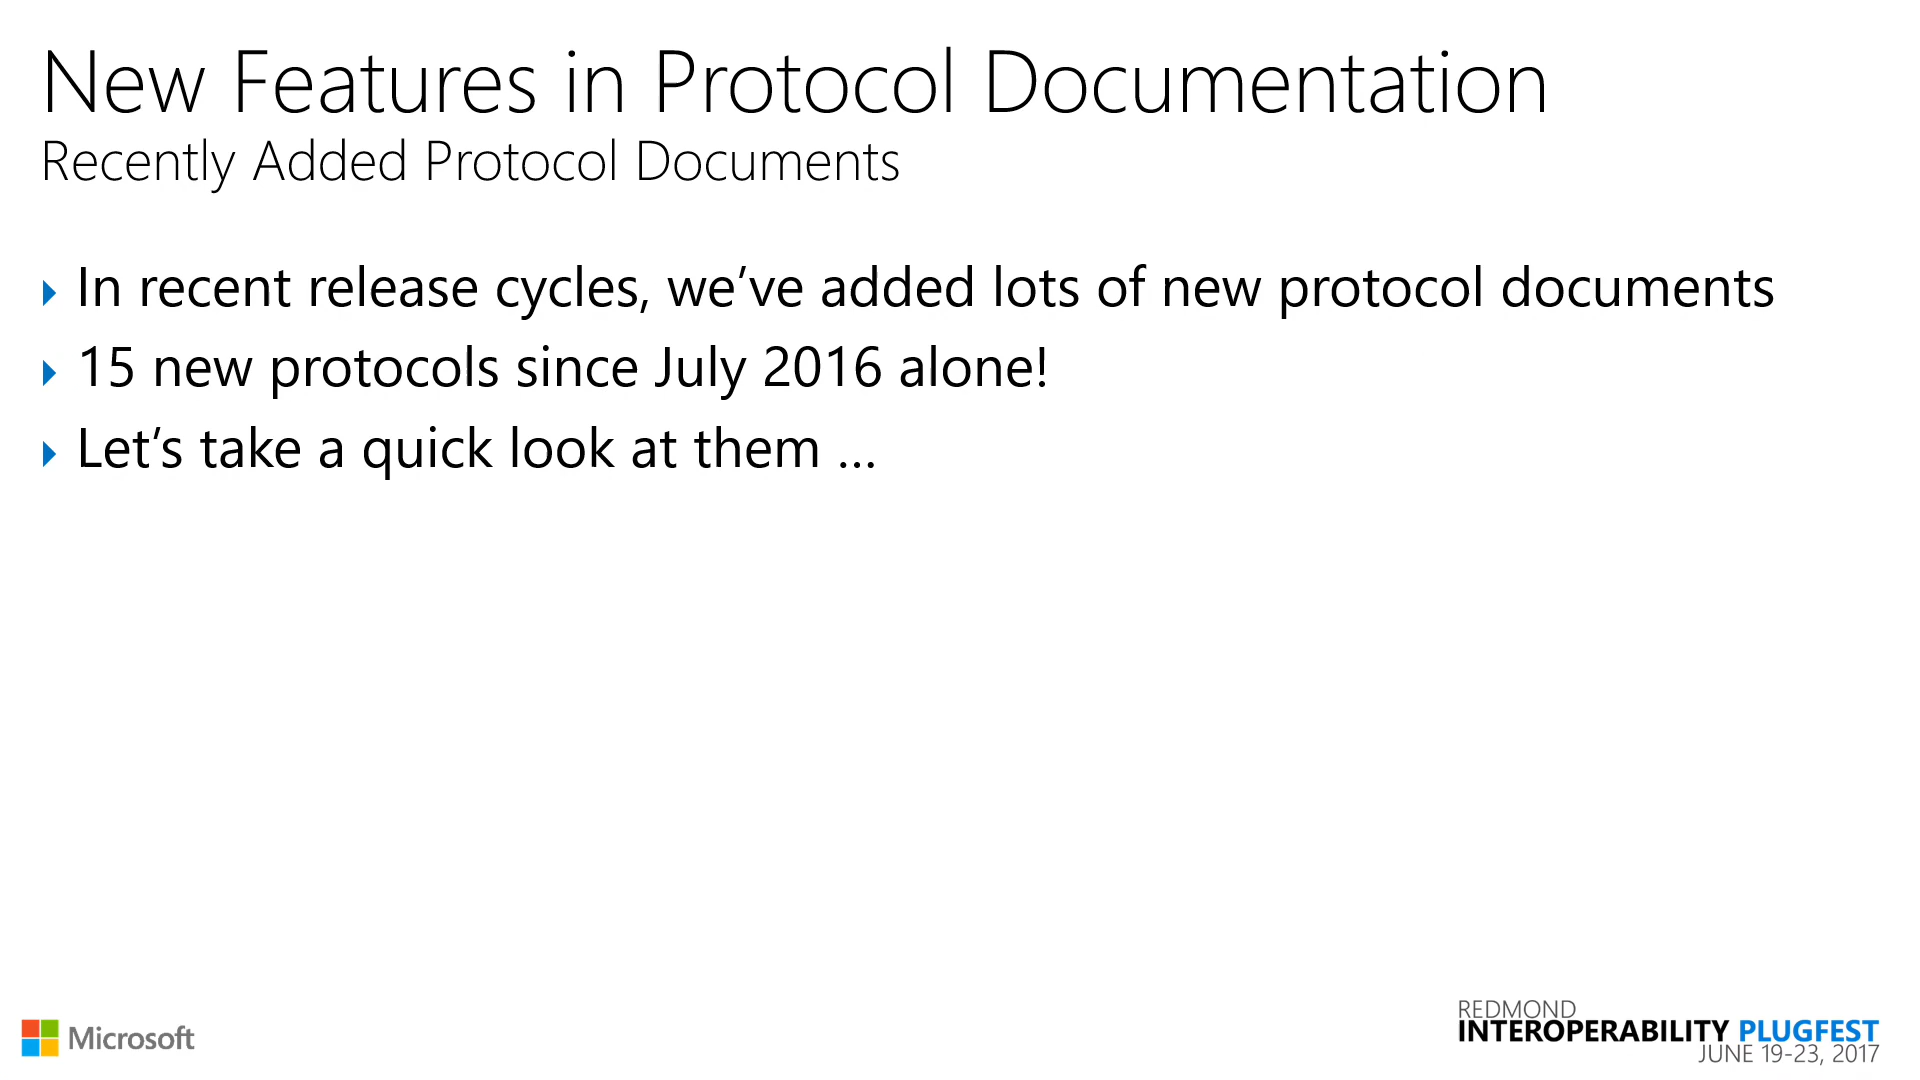 New Features in Protocol Documentation
Recently Added Protocol Documents
In recent release cycles, we’ve added lots of new protocol documents
15 new protocols since July 2016 alone!
Let’s take a quick look at them …
Microsoft
REDMOND
INTEROPERABILITY PLUGFEST
JUNE 19-23, 2017